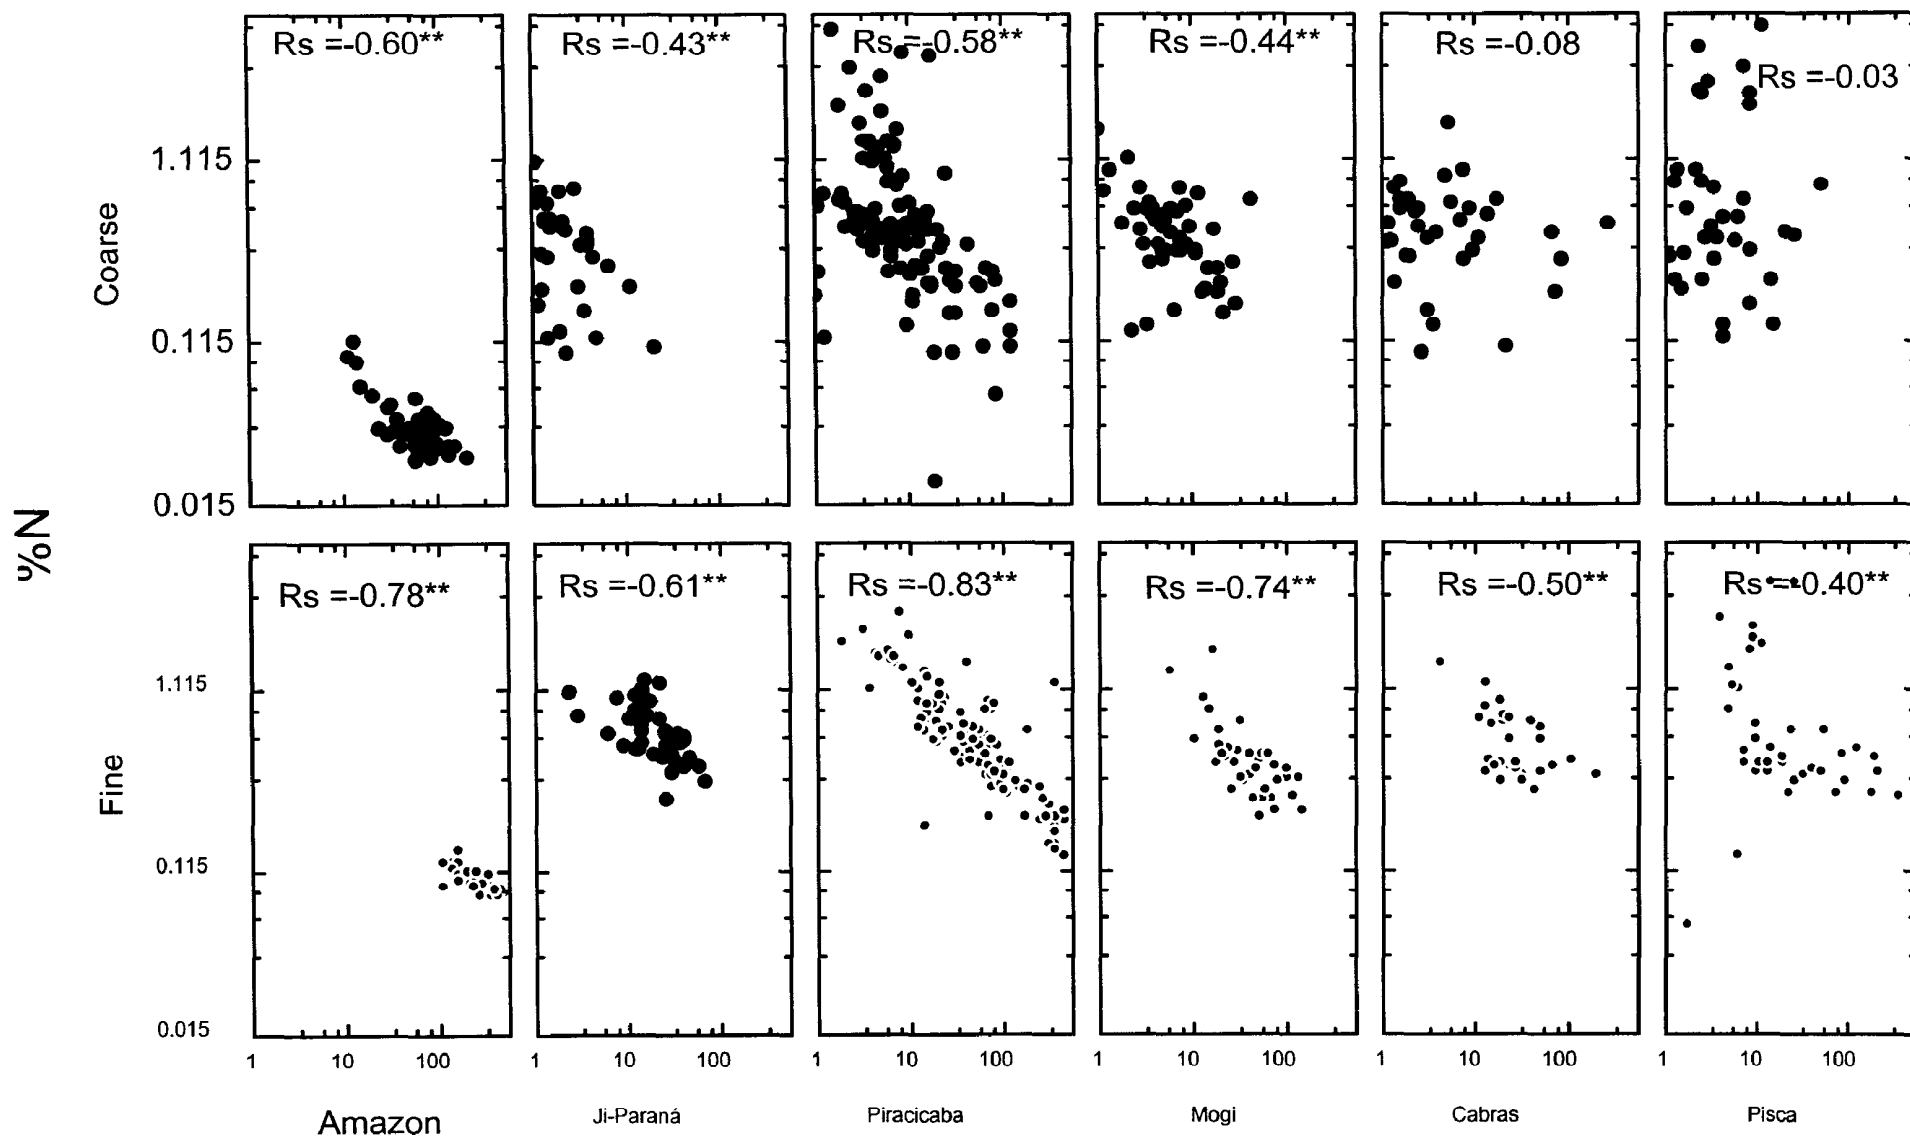 Rs =-0.60** Rs =-0.43** Rs =-0.58** Rs =-0.44** Rs =-0.08
Rs =-0.03
1.115
Coarse
0.115
0.015
%N
Rs =-0.78** Rs =-0.61** Rs =-0.83** Rs =-0.74** Rs =-0.50** Rs =-0.40**
1.115
Fine
0.115
0.015
1 10 100 1 10 100 1 10 100 1 10 100 1 10 100 1 10 100
Amazon Ji-Paraná Piracicaba Mogi Cabras Pisca